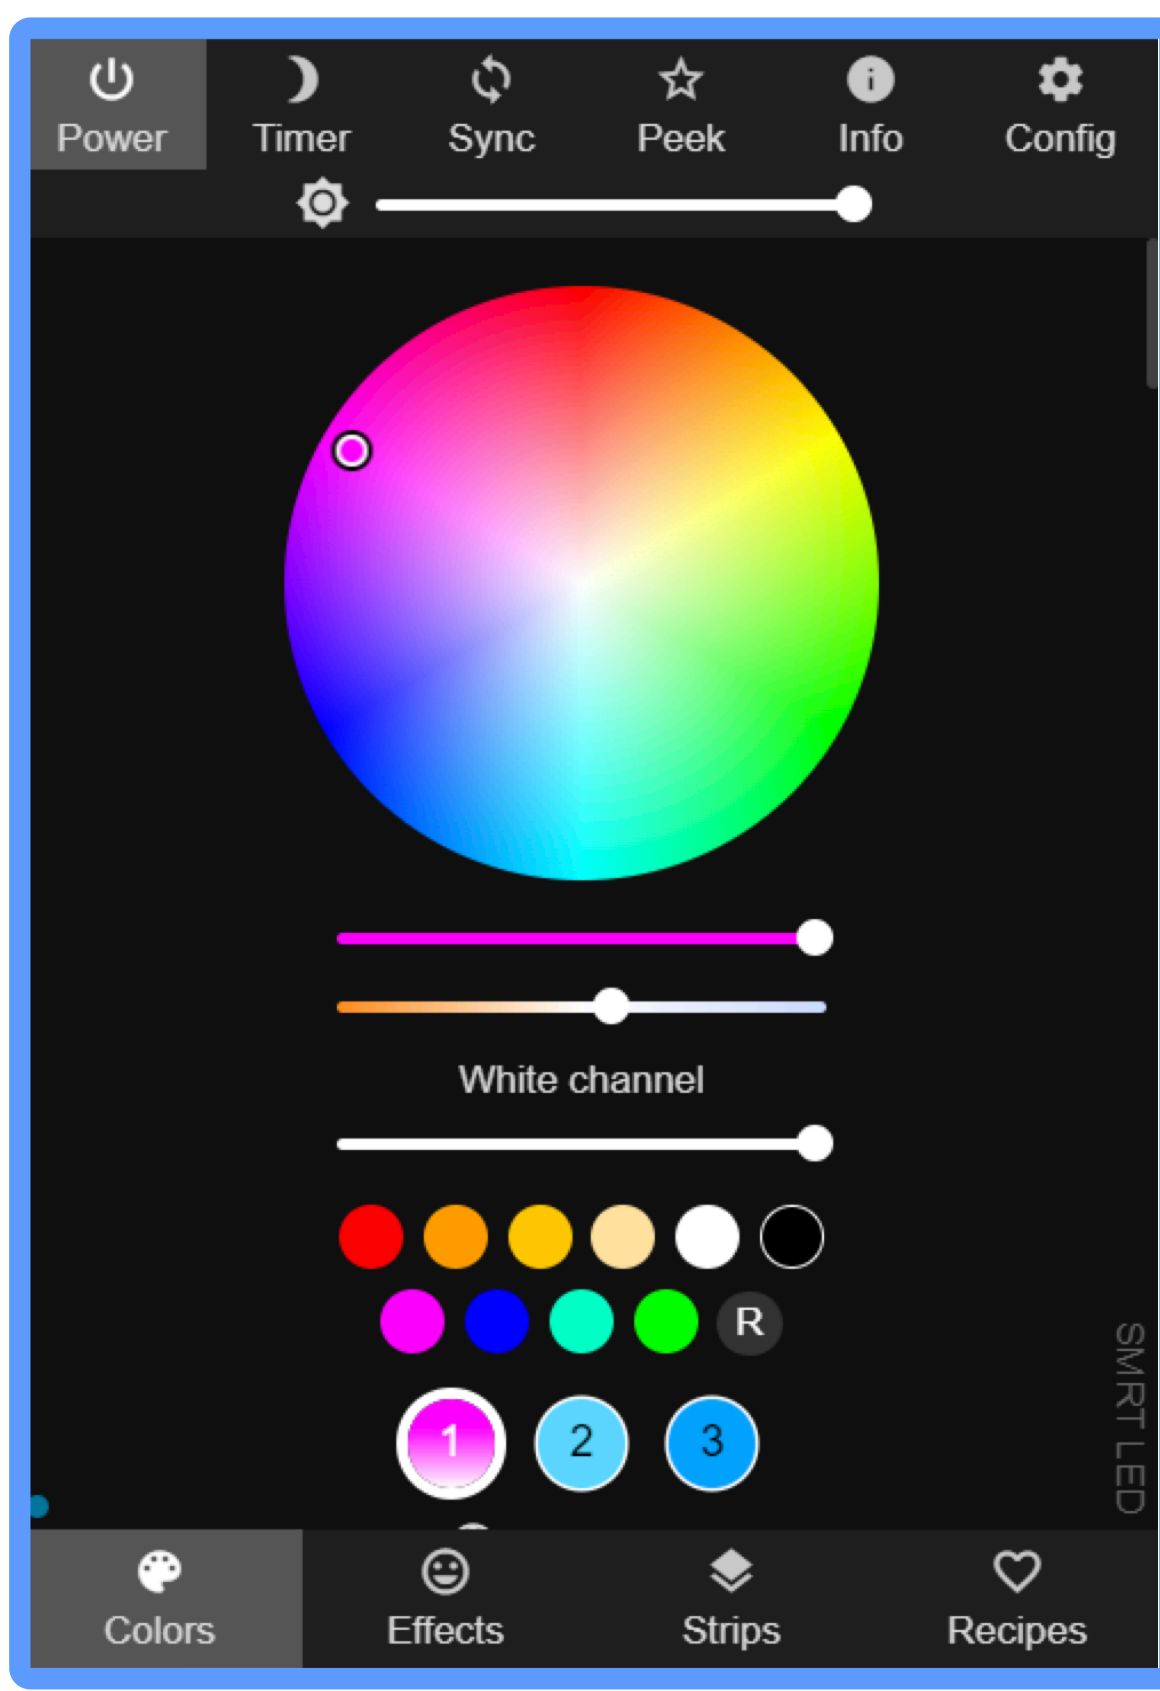 Power Timer Sync Peek Info Config
White channel
R
1 2 3
SMRT LED
Colors Effects Strips Recipes